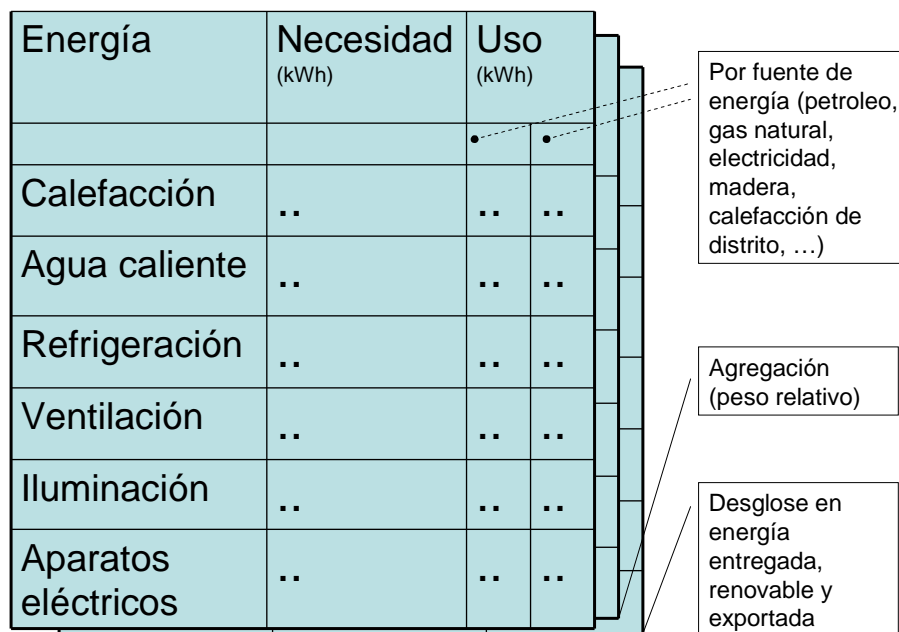 Energía
Necesidad
(kWh)
Uso
(kWh)
Calefacción
.. .. ..
Agua caliente
.. .. ..
Refrigeración
.. .. ..
Ventilación
.. .. ..
Iluminación
.. .. ..
Aparatos
eléctricos
.. .. ..
Por fuente de
energía (petroleo,
gas natural,
electricidad,
madera,
calefacción de
distrito, …)
Agregación
(peso relativo)
Desglose en
energía
entregada,
renovable y
exportada